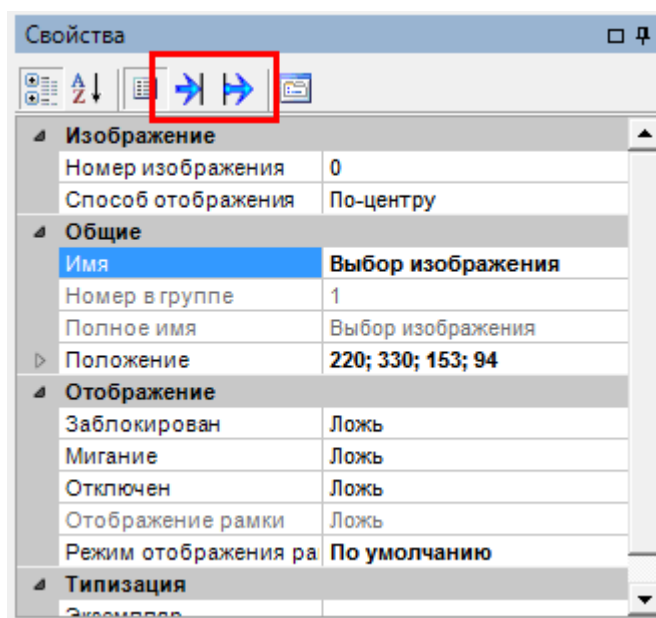 Свойства
Изображение
Номер изображения 0
Способ отображения По-центру
Общие
Имя Выбор изображения
Номер в группе 1
Полное имя Выбор изображения
Положение 220; 330; 153; 94
Отображение
Заблокирован Ложь
Мигание Ложь
Отключен Ложь
Отображение рамки Ложь
Режим отображения ра По умолчанию
Типизация